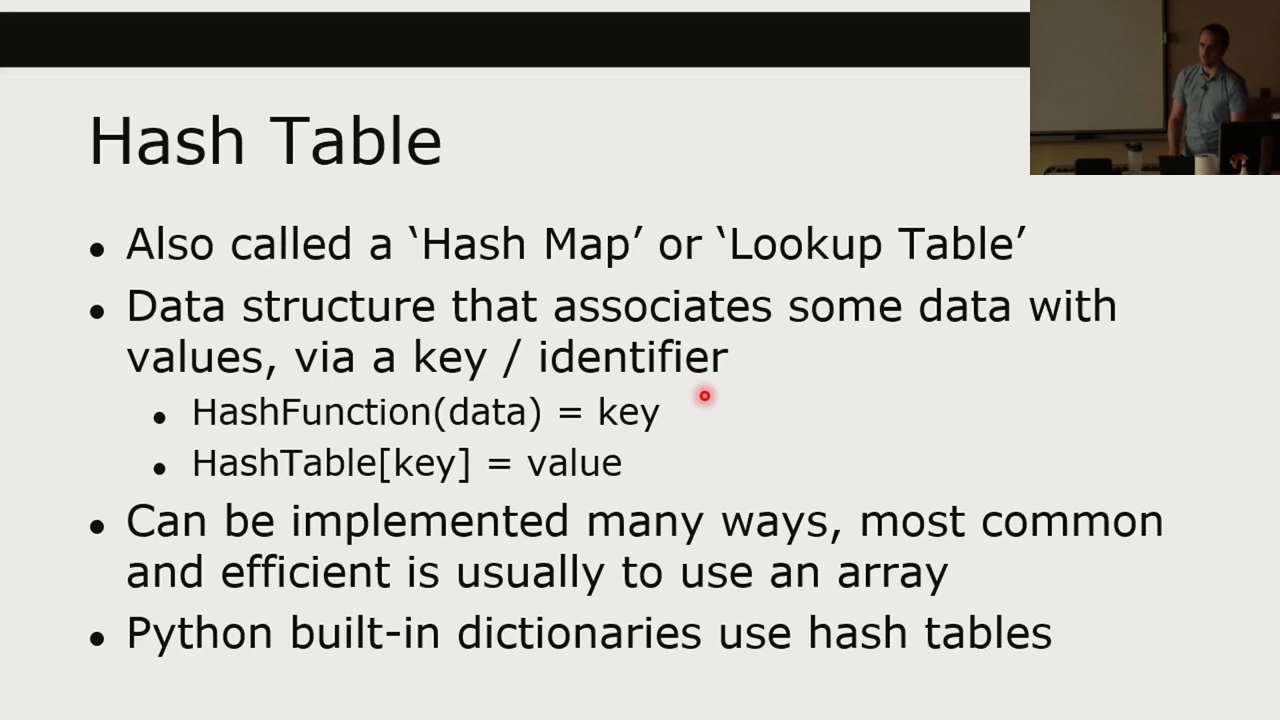 Hash Table
• Also called a ‘Hash Map’ or ‘Lookup Table’
• Data structure that associates some data with
values, via a key / identifier
• HashFunction(data) = key
• HashTable[key] = value
• Can be implemented many ways, most common
and efficient is usually to use an array
• Python built-in dictionaries use hash tables